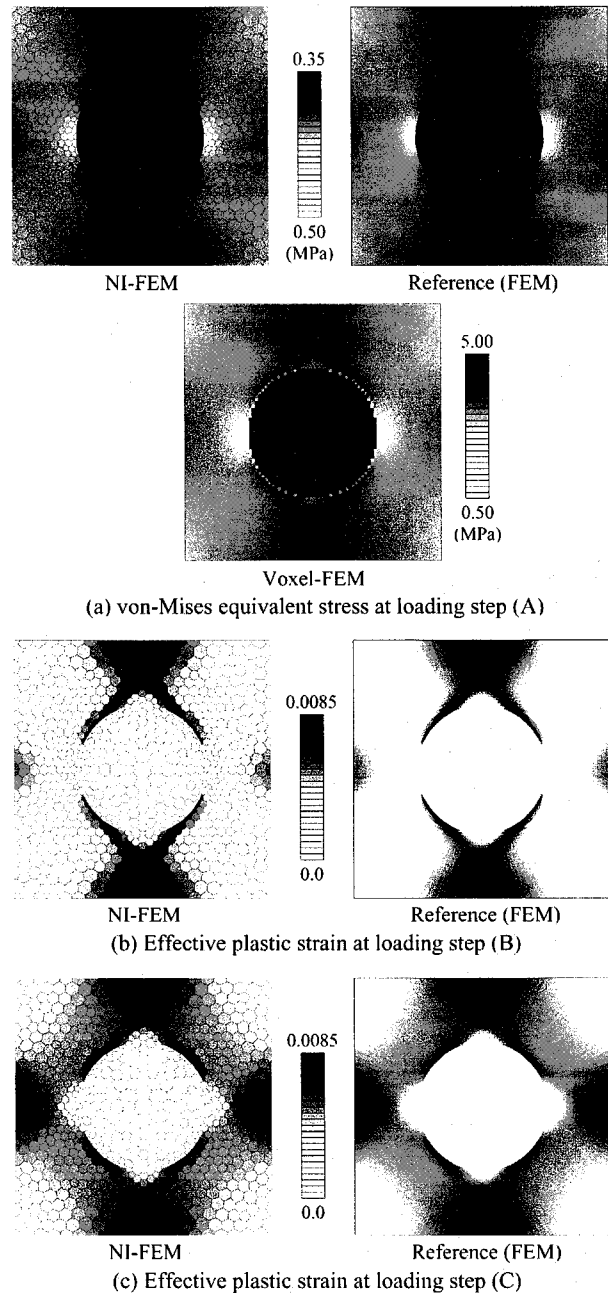 0.35
0.50
(MPa)
NI-FEM
Reference (FEM)
5.00
0.50
(MPa)
Voxel-FEM
(a) von-Mises equivalent stress at loading step (A)
0.0085
0.0
NI-FEM
Reference (FEM)
(b) Effective plastic strain at loading step (B)
0.0085
0.0
NI-FEM
Reference (FEM)
(c) Effective plastic strain at loading step (C)